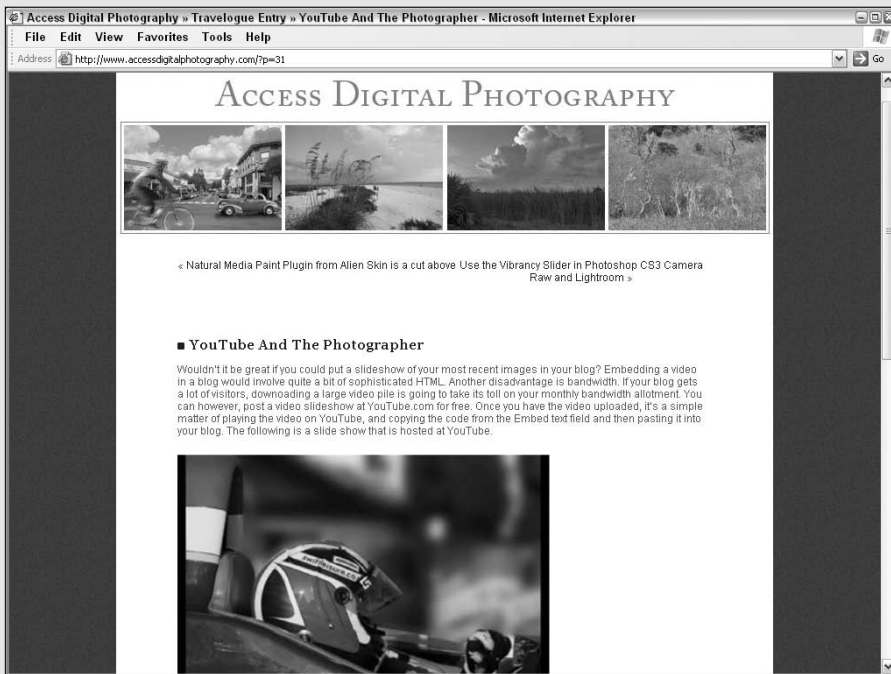 Access Digital Photography » Travelogue Entry » YouTube And The Photographer - Microsoft Internet Explorer
File Edit View Favorites Tools Help
Address http://www.accessdigitalphotography.com/?p=31 Go
ACCESS DIGITAL PHOTOGRAPHY
« Natural Media Paint Plugin from Alien Skin is a cut above Use the Vibrancy Slider in Photoshop CS3 Camera
Raw and Lightroom »
YouTube And The Photographer
Wouldn't it be great if you could put a slideshow of your most recent images in your blog? Embedding a video
in a blog would involve quite a bit of sophisticated HTML. Another disadvantage is bandwidth. If your blog gets
a lot of visitors, downoading a large video pile is going to take its toll on your monthly bandwidth allotment. You
can however, post a video slideshow at YouTube.com for free. Once you have the video uploaded, it's a simple
matter of playing the video on YouTube, and copying the code from the Embed text field and then pasting it into
your blog. The following is a slide show that is hosted at YouTube.
swiftleisure.co